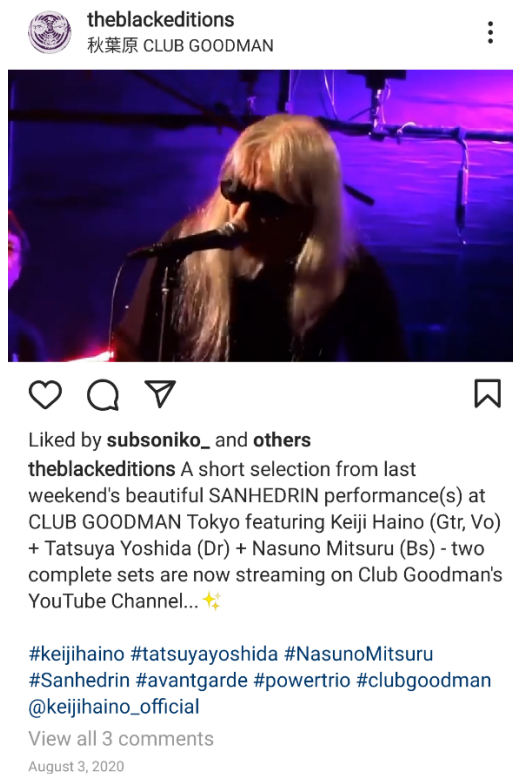 theblackeditions
秋葉原 CLUB GOODMAN
Liked by subsoniko_ and others
theblackeditions A short selection from last
weekend's beautiful SANHEDRIN performance(s) at
CLUB GOODMAN Tokyo featuring Keiji Haino (Gtr, Vo)
+ Tatsuya Yoshida (Dr) + Nasuno Mitsuru (Bs) - two
complete sets are now streaming on Club Goodman's
YouTube Channel...✨
#keijihaino #tatsuyayoshida #NasunoMitsuru
#Sanhedrin #avantgarde #powertrio #clubgoodman
@keijihaino_official
View all 3 comments
August 3, 2020